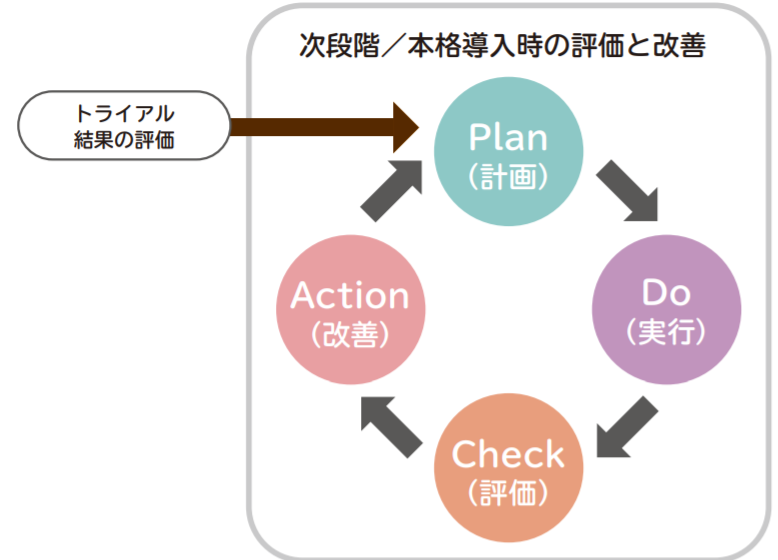 次段階／本格導入時の評価と改善
トライアル
結果の評価
Plan
（計画）
Do
（実行）
Check
（評価）
Action
（改善）